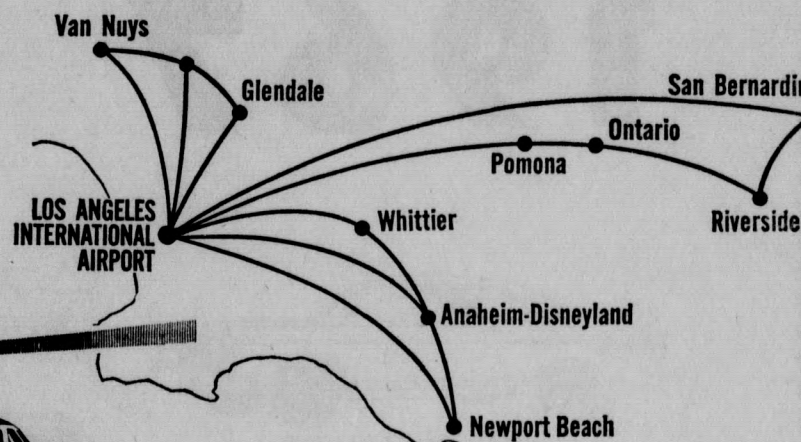 Van Nuys
Glendale
San Bernardi
Ontario
Pomona
LOS ANGELES
INTERNATIONAL
AIRPORT
Whittier
Riverside
Anaheim-Disneyland
Newport Beach